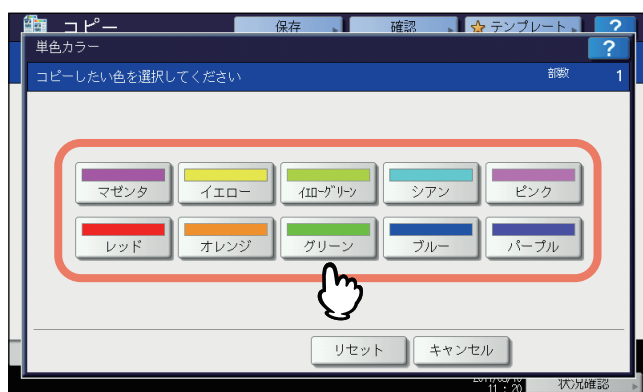 コピー 保存 確認 テンプレート ?
単色カラー ?
コピーしたい色を選択してください 部数 1
マゼンタ イエロー イエローグリーン シアン ピンク
レッド オレンジ グリーン ブルー パープル
リセット キャンセル
11:20 状況確認